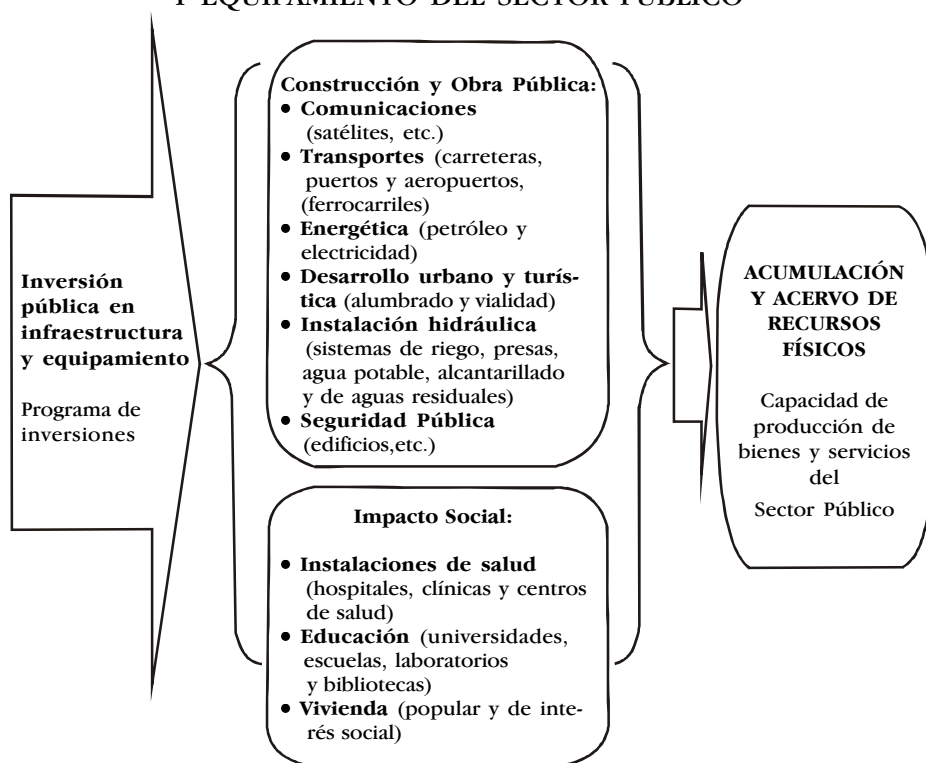 Y EQUIPAMIENTO DEL SECTOR PÚBLICO
Inversión
pública en
infraestructura
y equipamiento
Programa de
inversiones
Construcción y Obra Pública:
• Comunicaciones
(satélites, etc.)
• Transportes (carreteras,
puertos y aeropuertos,
(ferrocarriles)
• Energética (petróleo y
electricidad)
• Desarrollo urbano y turís-
tica (alumbrado y vialidad)
• Instalación hidráulica
(sistemas de riego, presas,
agua potable, alcantarillado
y de aguas residuales)
• Seguridad Pública
(edificios,etc.)
Impacto Social:
• Instalaciones de salud
(hospitales, clínicas y centros
de salud)
• Educación (universidades,
escuelas, laboratorios
y bibliotecas)
• Vivienda (popular y de inte-
rés social)
ACUMULACIÓN
Y ACERVO DE
RECURSOS
FÍSICOS
Capacidad de
producción de
bienes y servicios
del
Sector Público